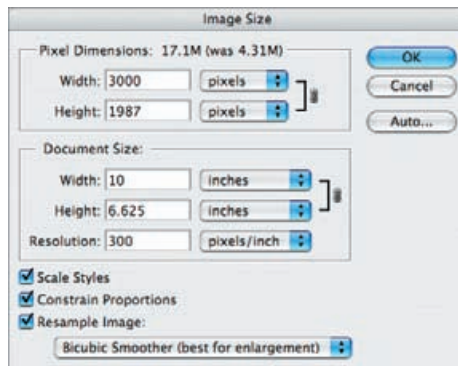 Image Size
Pixel Dimensions: 17.1M (was 4.31M)
Width: 3000 pixels
Height: 1987 pixels
OK
Cancel
Auto...
Document Size:
Width: 10 inches
Height: 6.625 inches
Resolution: 300 pixels/inch
Scale Styles
Constrain Proportions
Resample Image:
Bicubic Smoother (best for enlargement)